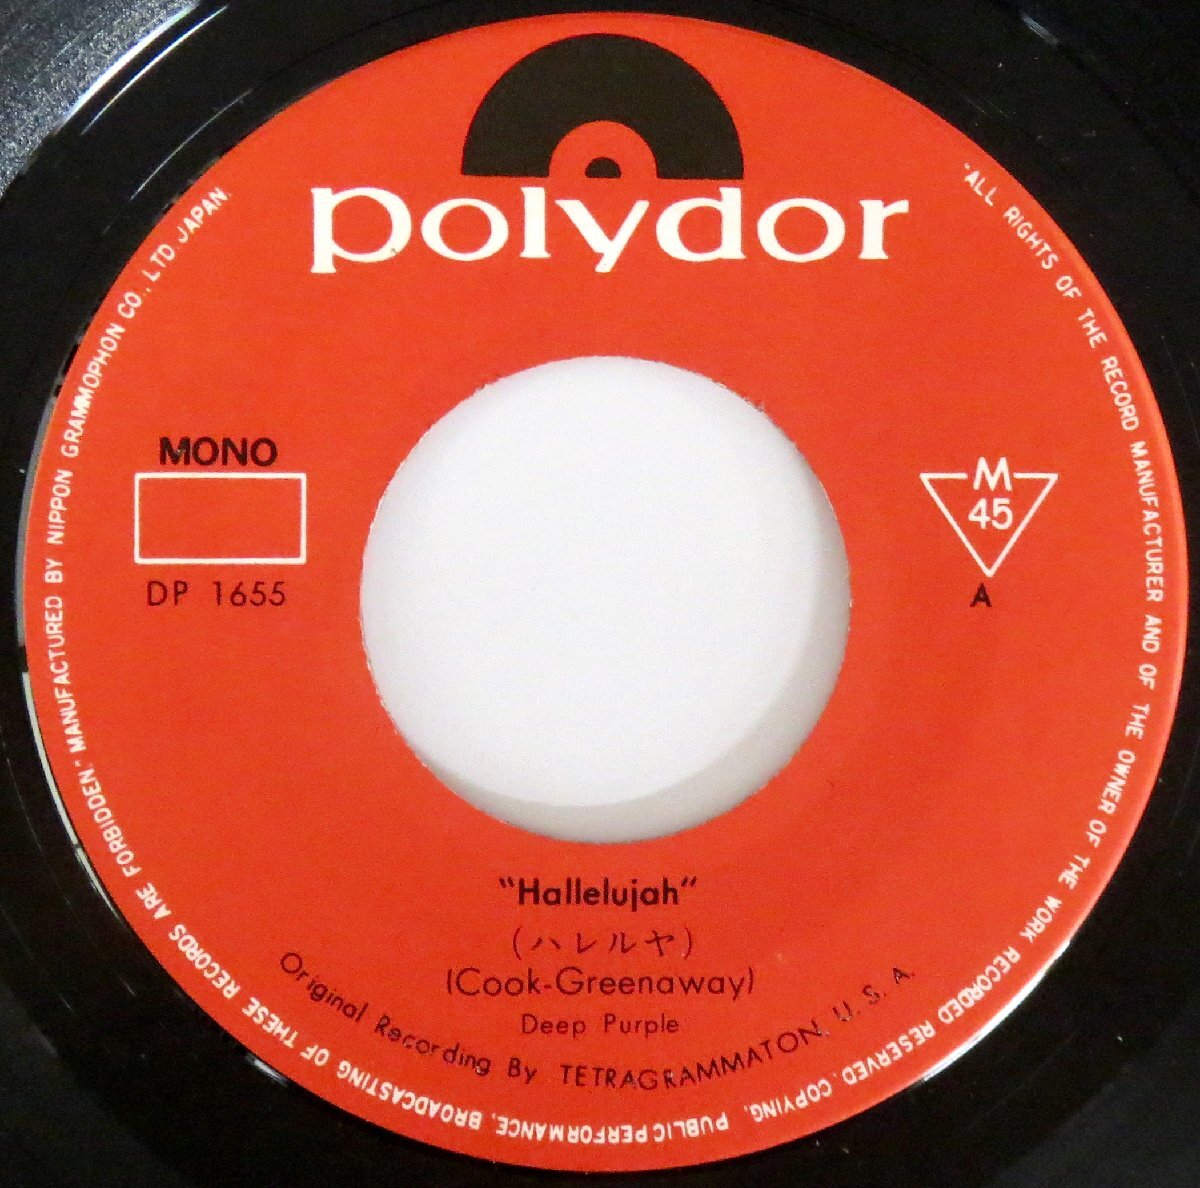 polydor
MONO
DP 1655
M
45
A
"Hallelujah"
(ハレルヤ)
(Cook-Greenaway)
Deep Purple
Original Recording By TETRAGRAMMATON, U. S. A.
"ALL RIGHTS OF THE RECORD MANUFACTURER AND OF THE OWNER OF THE WORK RECORDED RESERVED. COPYING, PUBLIC PERFORMANCE, BROADCASTING OF THESE RECORDS ARE FORBIDDEN." MANUFACTURED BY NIPPON GRAMMOPHON CO., LTD. JAPAN.